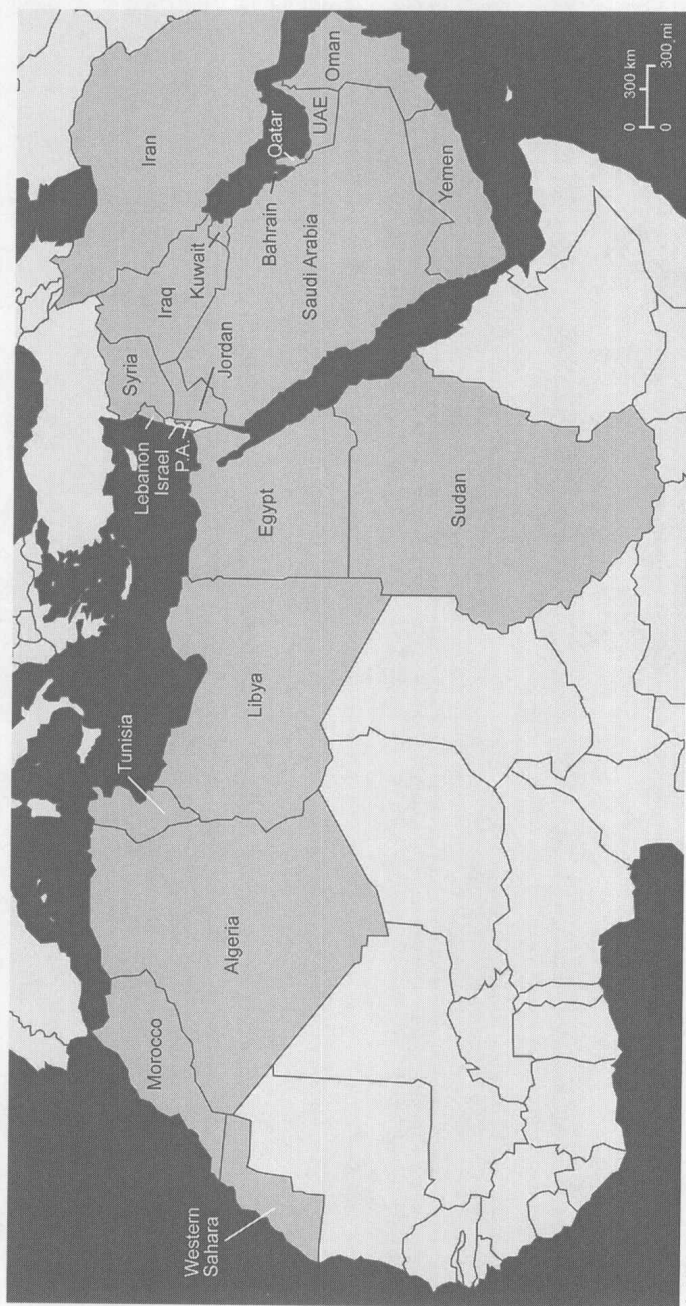 Western
Sahara
Morocco
Algeria
Tunisia
Libya
Egypt
Sudan
Lebanon
Israel
P.A.
Syria
Jordan
Iraq
Kuwait
Iran
Bahrain
Qatar
Saudi Arabia
UAE
Oman
Yemen
0 300 km
0 300 mi